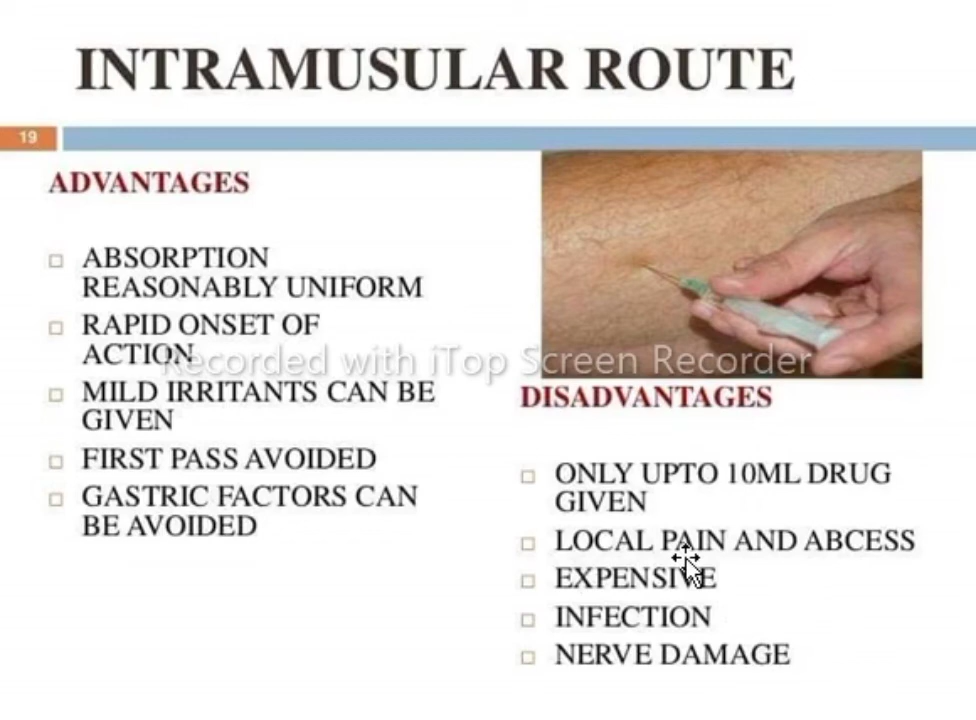 INTRAMUSULAR ROUTE
19
ADVANTAGES
ABSORPTION
REASONABLY UNIFORM
RAPID ONSET OF
ACTION
MILD IRRITANTS CAN BE
GIVEN
FIRST PASS AVOIDED
GASTRIC FACTORS CAN
BE AVOIDED
Recorded with iTop Screen Recorder
DISADVANTAGES
ONLY UPTO 10ML DRUG
GIVEN
LOCAL PAIN AND ABCESS
EXPENSIVE
INFECTION
NERVE DAMAGE